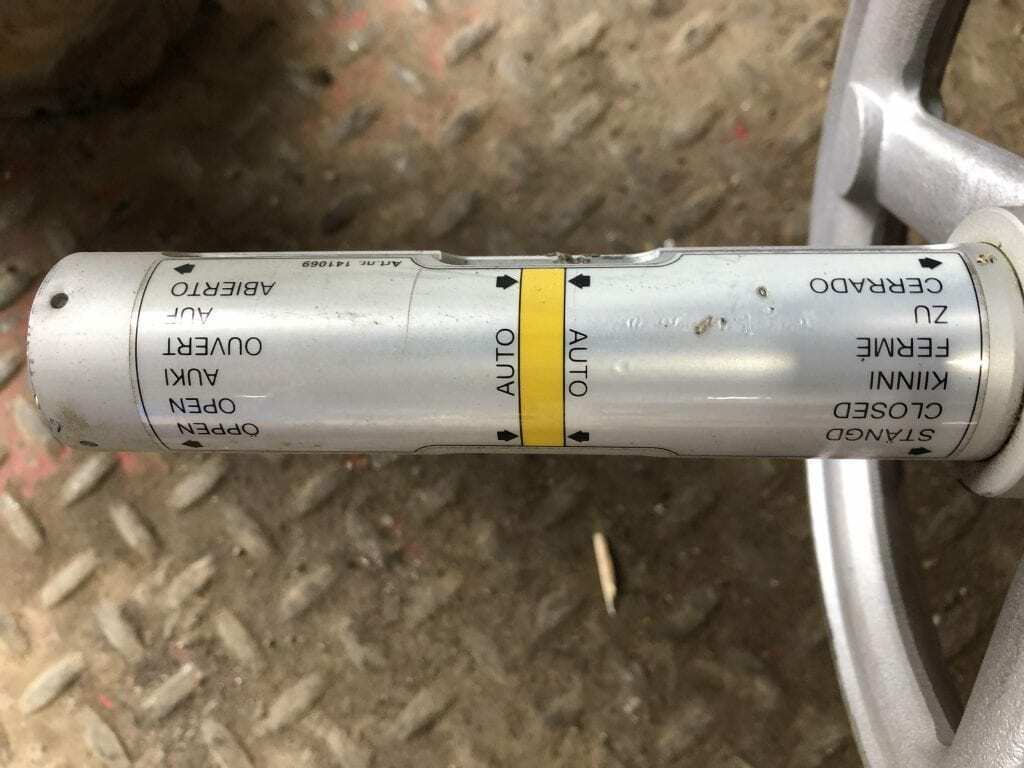 STÄNGD
CLOSED
KIINNI
FERMÉ
ZU
CERRADO
AUTO
AUTO
ÖPPEN
OPEN
AUKI
OUVERT
AUF
ABIERTO
Art.nr. 141069